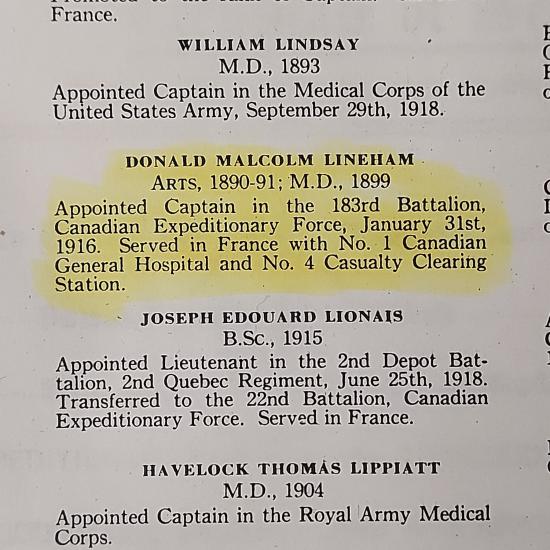 France.
WILLIAM LINDSAY
M.D., 1893
Appointed Captain in the Medical Corps of the
United States Army, September 29th, 1918.
DONALD MALCOLM LINEHAM
ARTS, 1890-91; M.D., 1899
Appointed Captain in the 183rd Battalion,
Canadian Expeditionary Force, January 31st,
1916. Served in France with No. 1 Canadian
General Hospital and No. 4 Casualty Clearing
Station.
JOSEPH EDOUARD LIONAIS
B.Sc., 1915
Appointed Lieutenant in the 2nd Depot Bat-
talion, 2nd Quebec Regiment, June 25th, 1918.
Transferred to the 22nd Battalion, Canadian
Expeditionary Force. Served in France.
HAVELOCK THOMAS LIPPIATT
M.D., 1904
Appointed Captain in the Royal Army Medical
Corps.